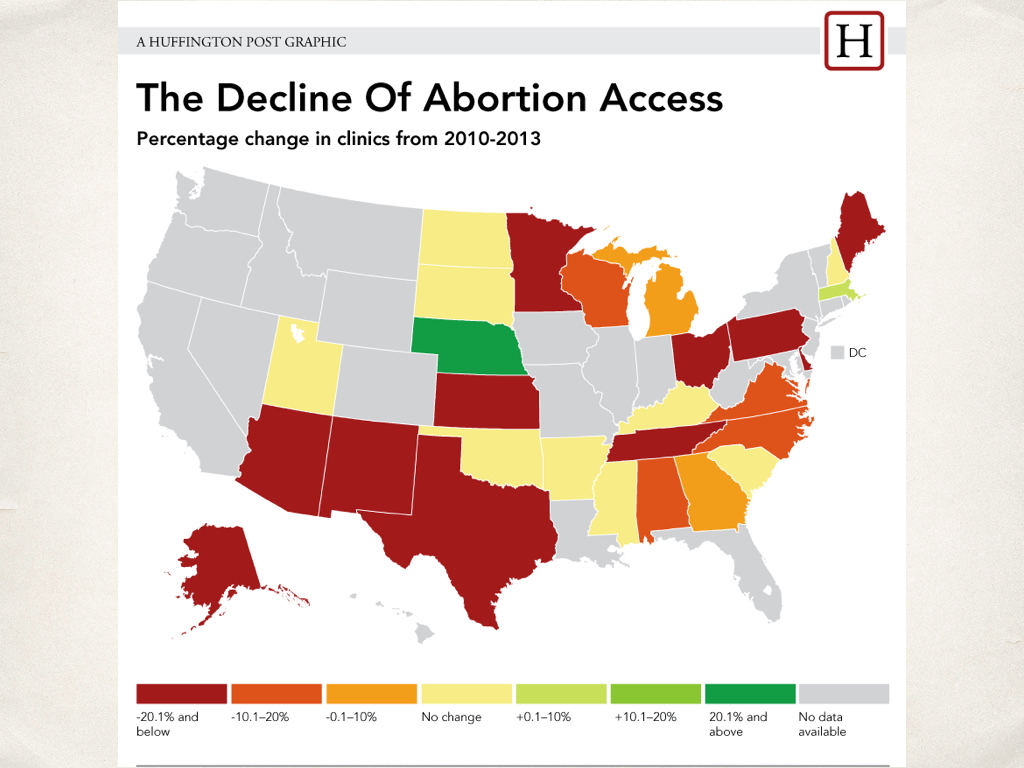 A HUFFINGTON POST GRAPHIC
H
The Decline Of Abortion Access
Percentage change in clinics from 2010-2013
DC
-20.1% and
below
-10.1–20%
-0.1–10%
No change
+0.1–10%
+10.1–20%
20.1% and
above
No data
available